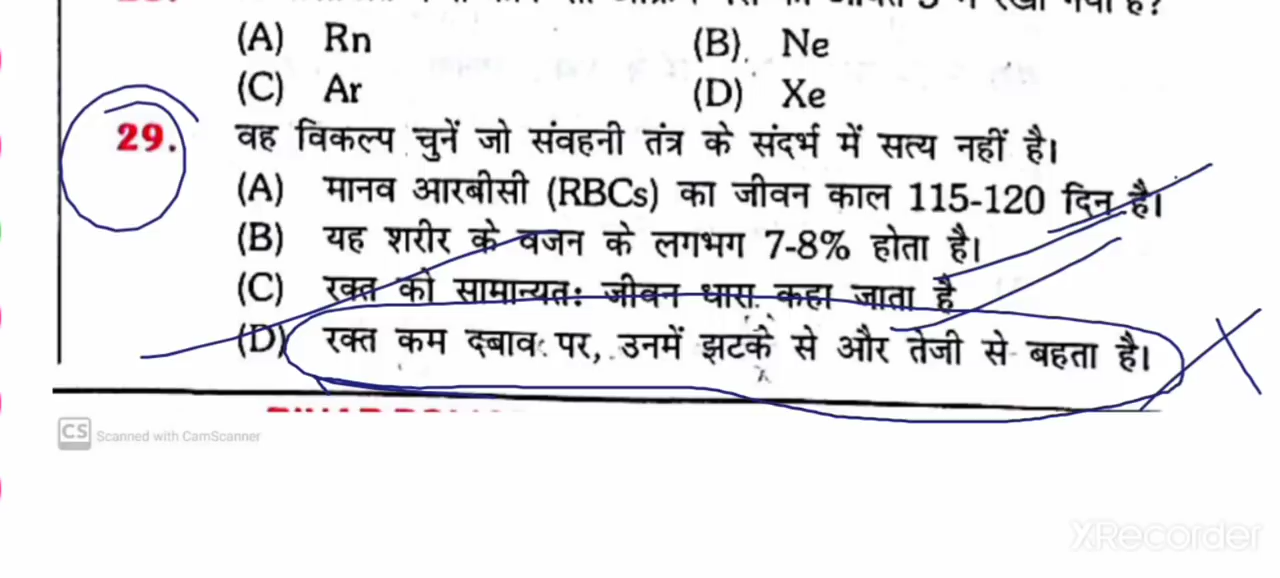 (A) Rn (B). Ne
(C) Ar (D) Xe
29. वह विकल्प चुनें जो संवहनी तंत्र के संदर्भ में सत्य नहीं है।
(A) मानव आरबीसी (RBCs) का जीवन काल 115-120 दिन है।
(B) यह शरीर के वजन के लगभग 7-8% होता है।
(C) रक्त को सामान्यतः जीवन धारा कहा जाता है
(D) रक्त कम दबाव पर, उनमें झटके से और तेजी से बहता है।
CS Scanned with CamScanner
XRecorder